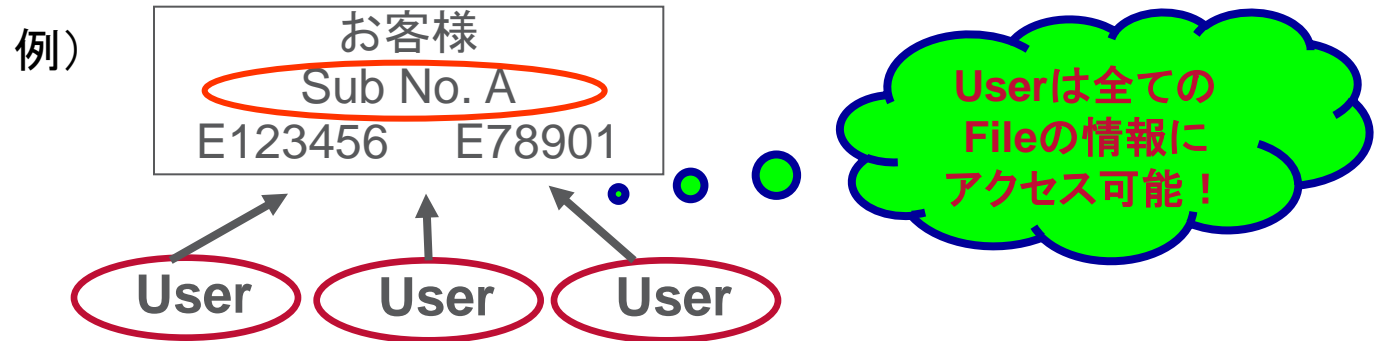 例）
お客様
Sub No. A
E123456 E78901
Userは全ての
Fileの情報に
アクセス可能！
User User User